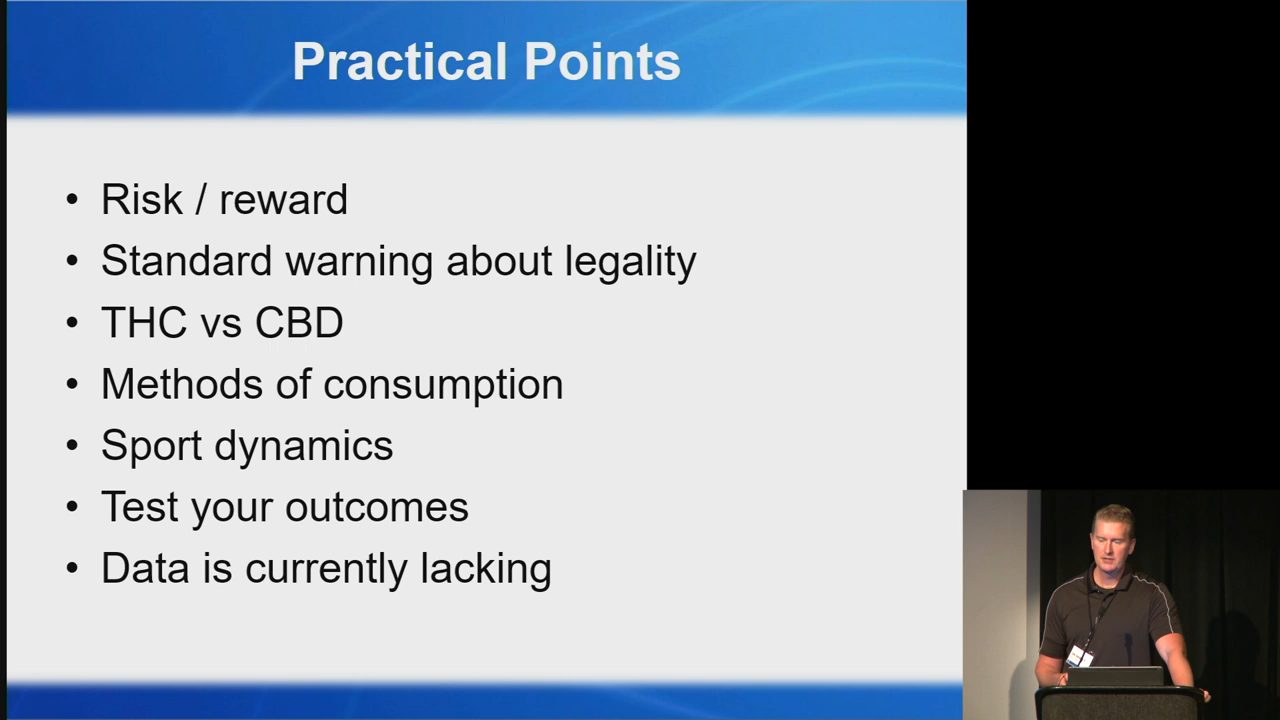 Practical Points
• Risk / reward
• Standard warning about legality
• THC vs CBD
• Methods of consumption
• Sport dynamics
• Test your outcomes
• Data is currently lacking